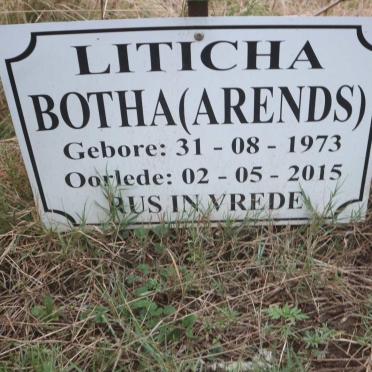 LITICHA
BOTHA(ARENDS)
Gebore: 31 - 08 - 1973
Oorlede: 02 - 05 - 2015
RUS IN VREDE